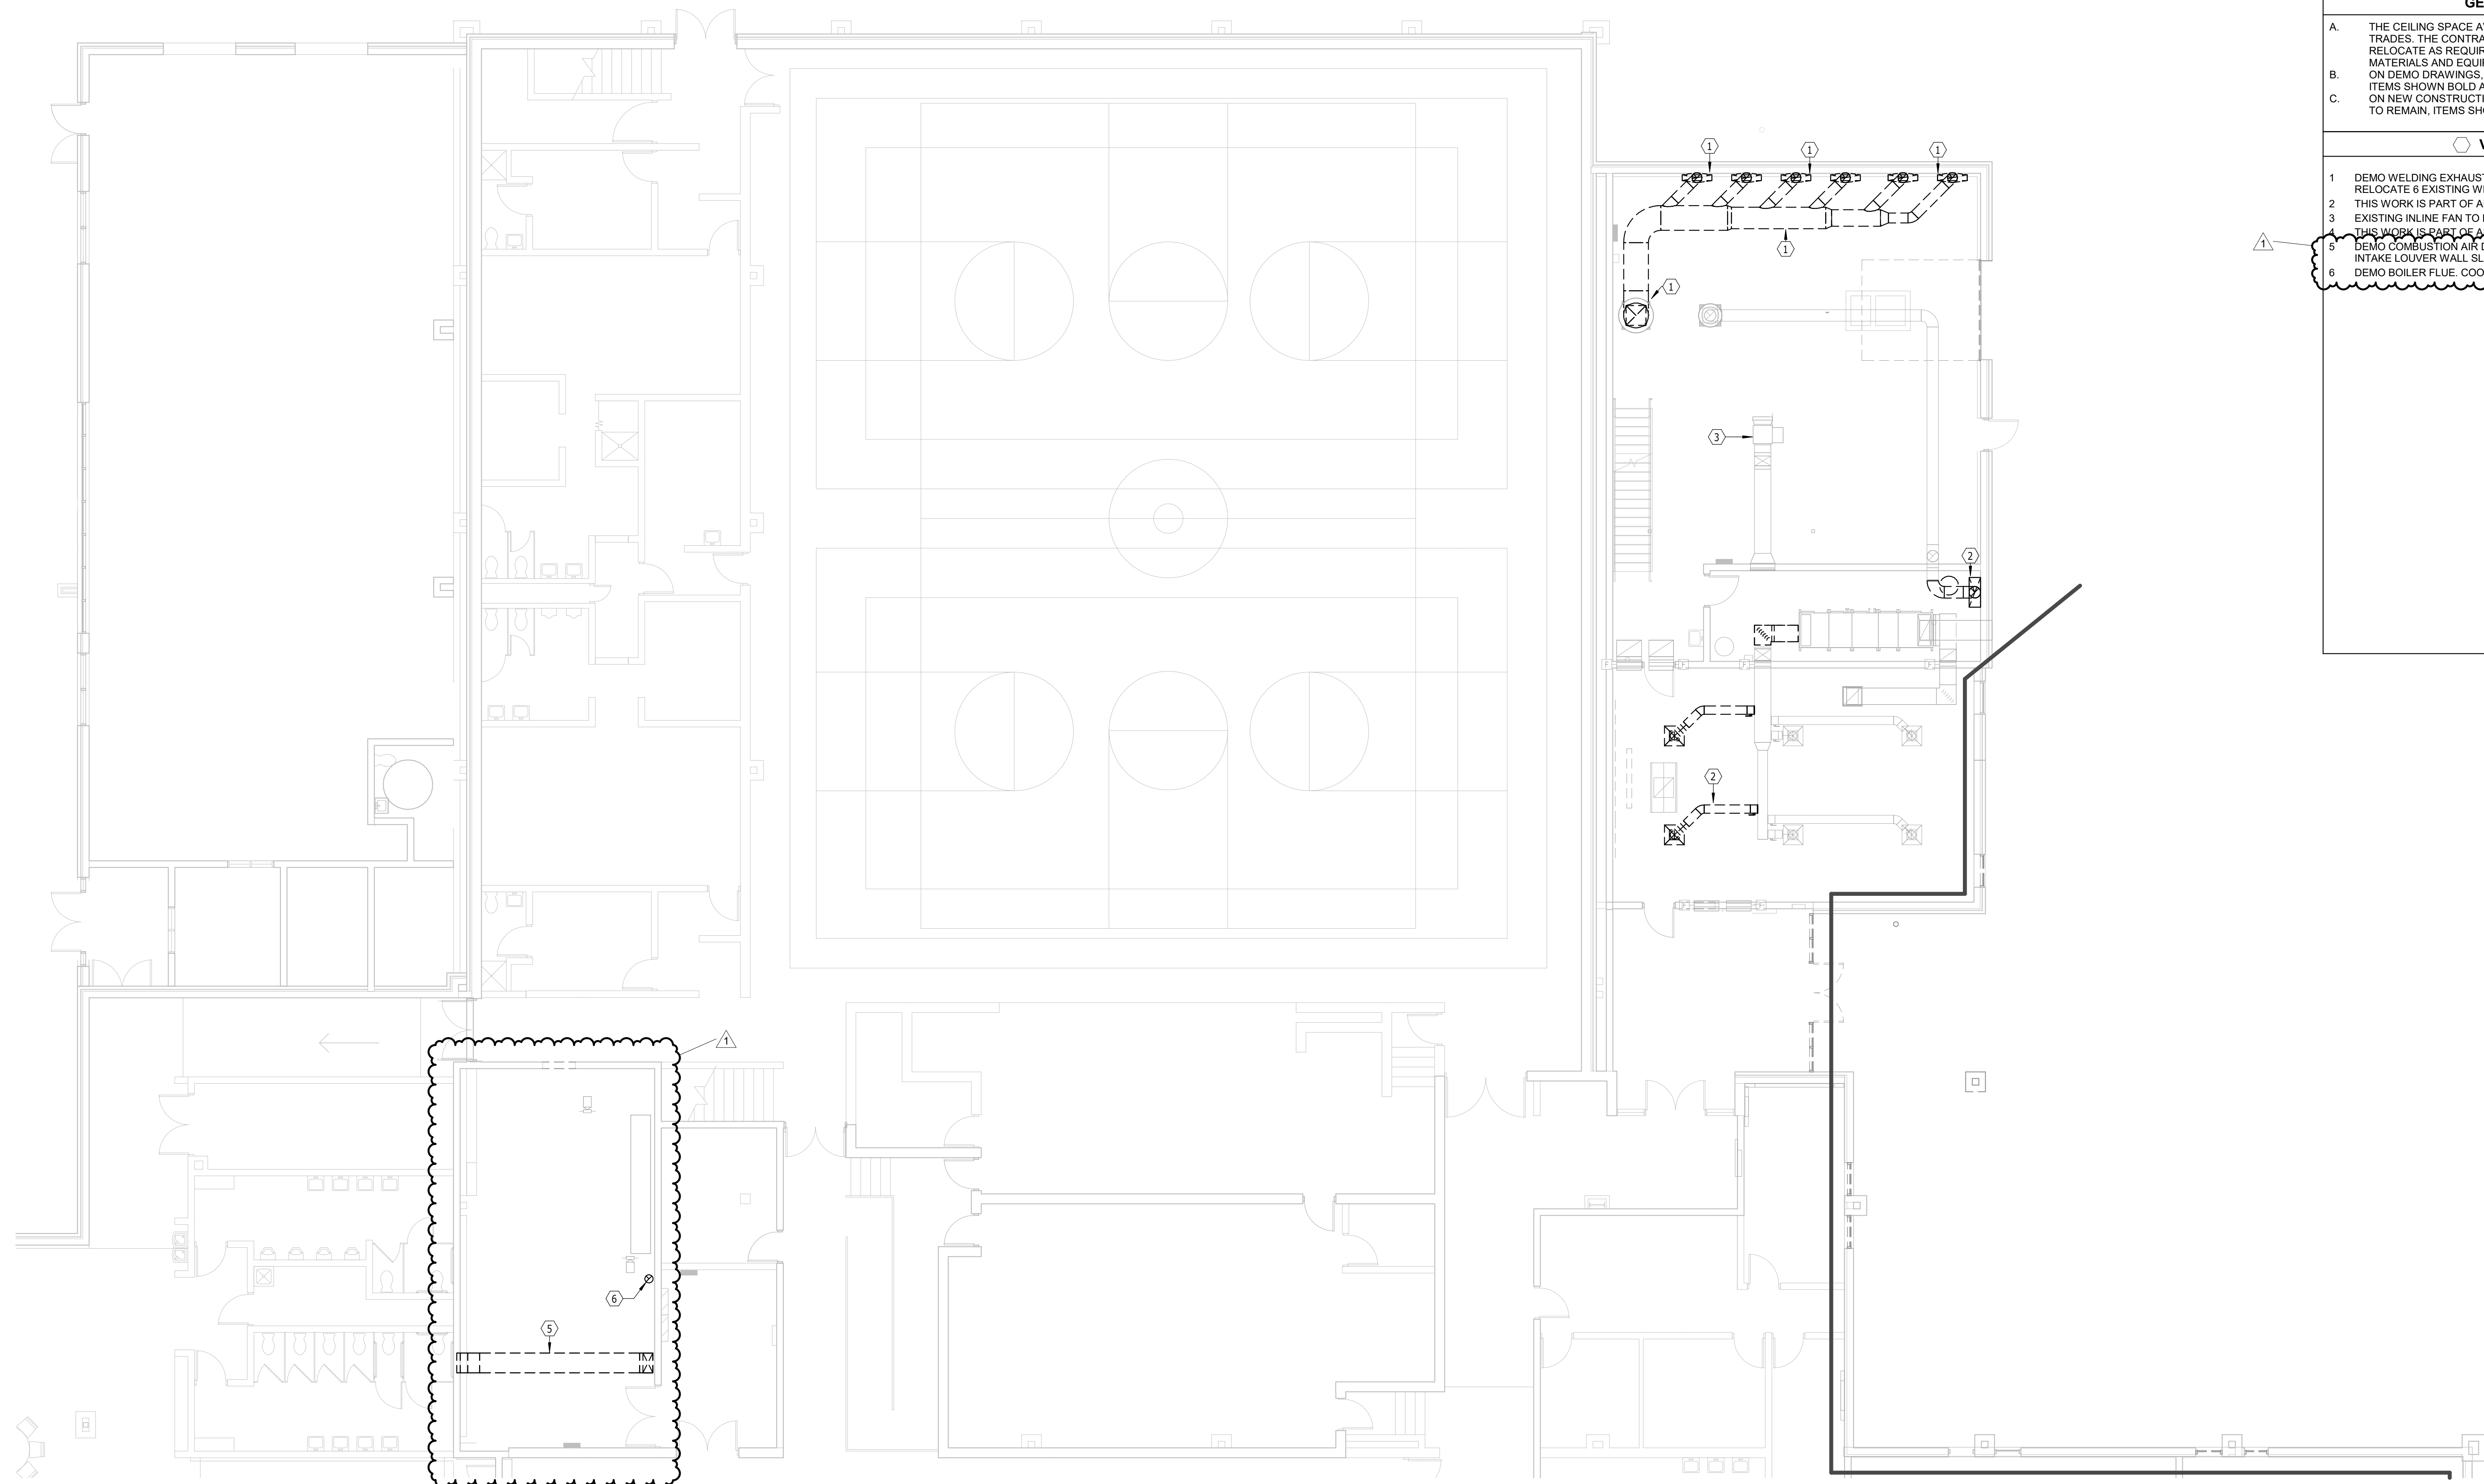 GE
A. THE CEILING SPACE A
TRADES. THE CONTRA
RELOCATE AS REQUIR
MATERIALS AND EQUI
B. ON DEMO DRAWINGS,
ITEMS SHOWN BOLD A
C. ON NEW CONSTRUCTI
TO REMAIN, ITEMS SH
1 DEMO WELDING EXHAUST
RELOCATE 6 EXISTING W
2 THIS WORK IS PART OF A
3 EXISTING INLINE FAN TO
4 THIS WORK IS PART OF A
5 DEMO COMBUSTION AIR D
INTAKE LOUVER WALL SL
6 DEMO BOILER FLUE. COO
1
1
1
1
1
1
3
2
F
F
F
F
2
F
F
1
6
5